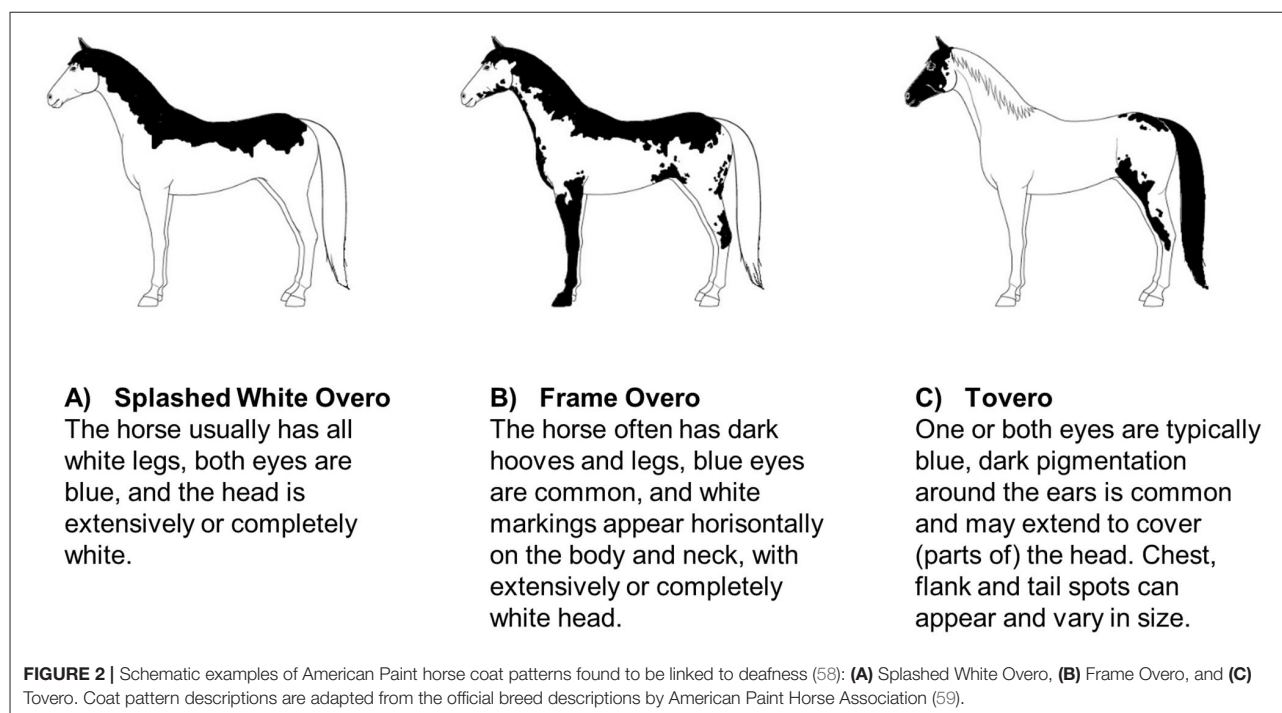 A) Splashed White Overo
The horse usually has all
white legs, both eyes are
blue, and the head is
extensively or completely
white.
B) Frame Overo
The horse often has dark
hooves and legs, blue eyes
are common, and white
markings appear horisontally
on the body and neck, with
extensively or completely
white head.
C) Tovero
One or both eyes are typically
blue, dark pigmentation
around the ears is common
and may extend to cover
(parts of) the head. Chest,
flank and tail spots can
appear and vary in size.
FIGURE 2 | Schematic examples of American Paint horse coat patterns found to be linked to deafness (58): (A) Splashed White Overo, (B) Frame Overo, and (C)
Tovero. Coat pattern descriptions are adapted from the official breed descriptions by American Paint Horse Association (59).